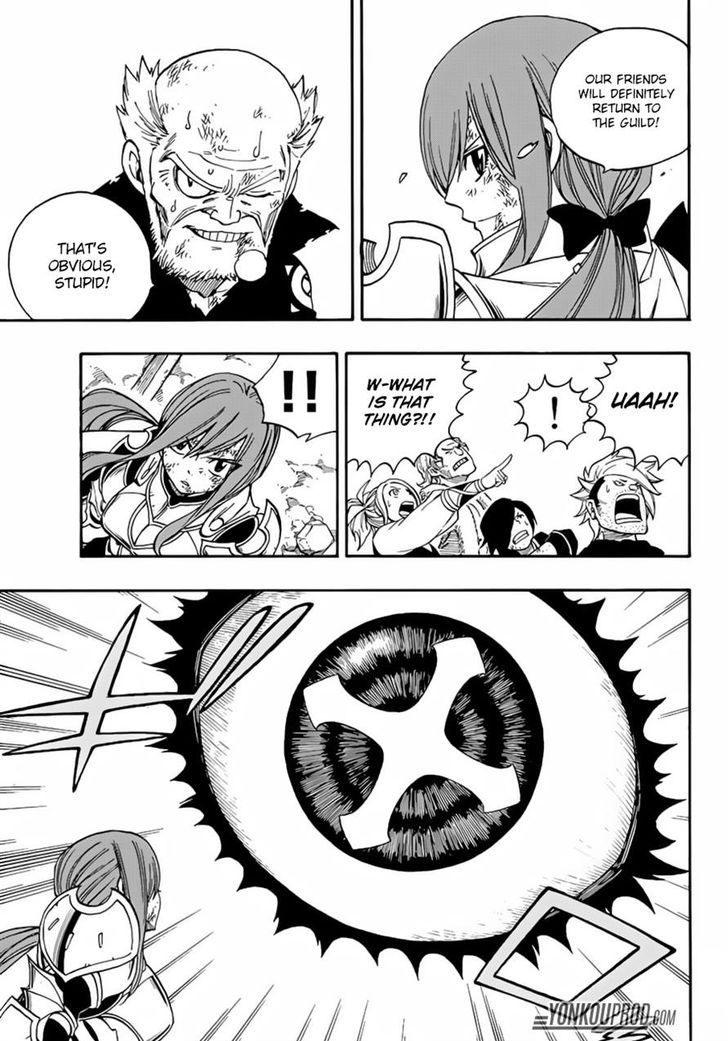 OUR FRIENDS
WILL DEFINITELY
RETURN TO
THE GUILD!
THAT'S
OBVIOUS,
STUPID!
UAAH!
!
W-WHAT
IS THAT
THING?!!
!!
YONKOUPROD.COM